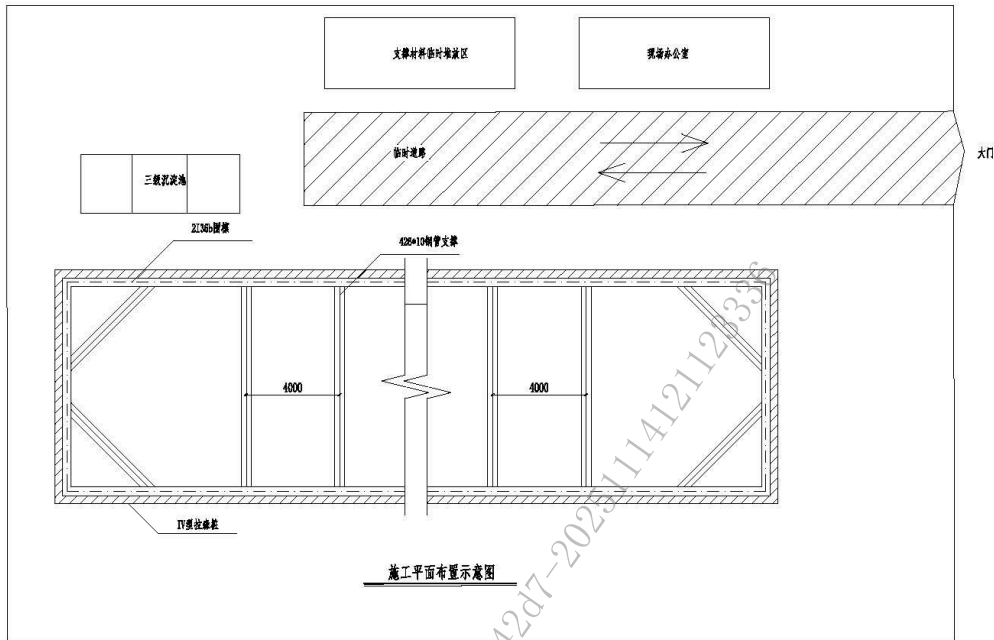 支撑材料临时堆放区
现场办公室
临时道路
大门
三级沉淀池
2I36b围檩
426*10钢管支撑
4000
4000
IV型拉森桩
施工平面布置示意图
42d7-20251114121123336